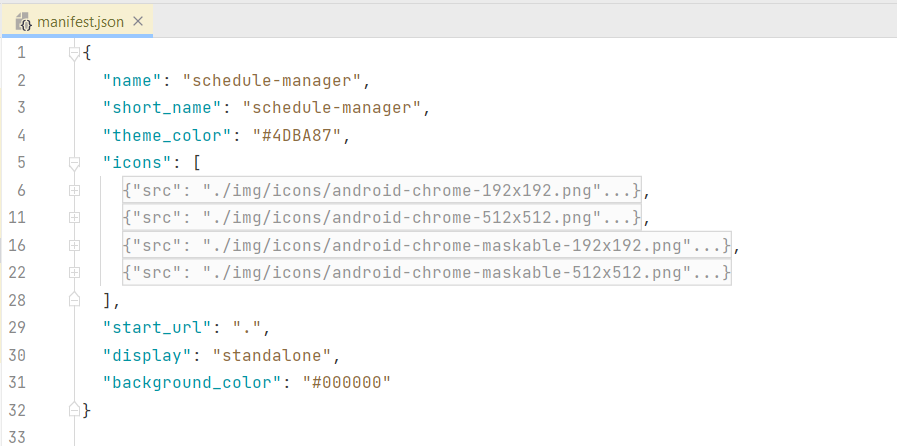 manifest.json
1 {
2 "name": "schedule-manager",
3 "short_name": "schedule-manager",
4 "theme_color": "#4DBA87",
5 "icons": [
6 {"src": "./img/icons/android-chrome-192x192.png"...},
11 {"src": "./img/icons/android-chrome-512x512.png"...},
16 {"src": "./img/icons/android-chrome-maskable-192x192.png"...},
22 {"src": "./img/icons/android-chrome-maskable-512x512.png"...}
28 ],
29 "start_url": ".",
30 "display": "standalone",
31 "background_color": "#000000"
32 }
33